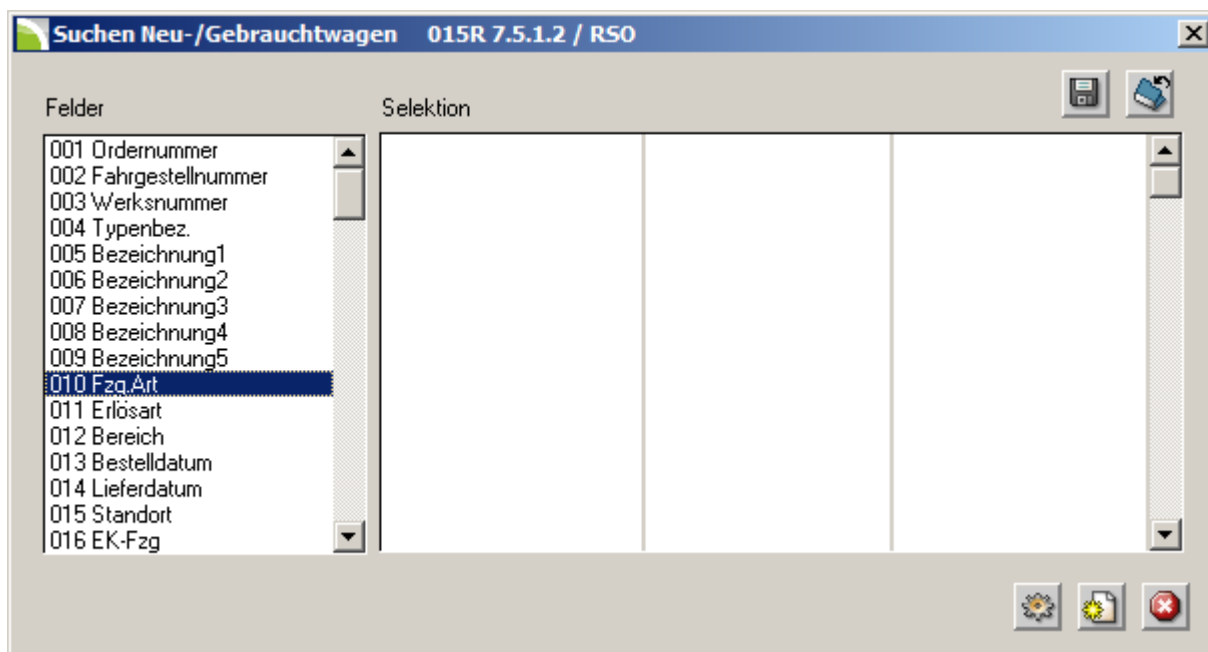 Suchen Neu-/Gebrauchtwagen 015R 7.5.1.2 / RSO
Felder
Selektion
001 Ordernummer
002 Fahrgestellnummer
003 Werksnummer
004 Typenbez.
005 Bezeichnung1
006 Bezeichnung2
007 Bezeichnung3
008 Bezeichnung4
009 Bezeichnung5
010 Fzg.Art
011 Erlösart
012 Bereich
013 Bestelldatum
014 Lieferdatum
015 Standort
016 EK-Fzg